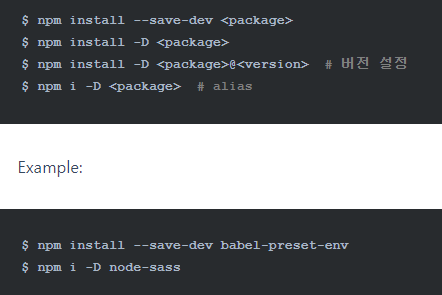 $ npm install --save-dev <package>
$ npm install -D <package>
$ npm install -D <package>@<version>  # 버전 설정
$ npm i -D <package>  # alias
Example:
$ npm install --save-dev babel-preset-env
$ npm i -D node-sass